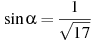 sin α = 1/√17